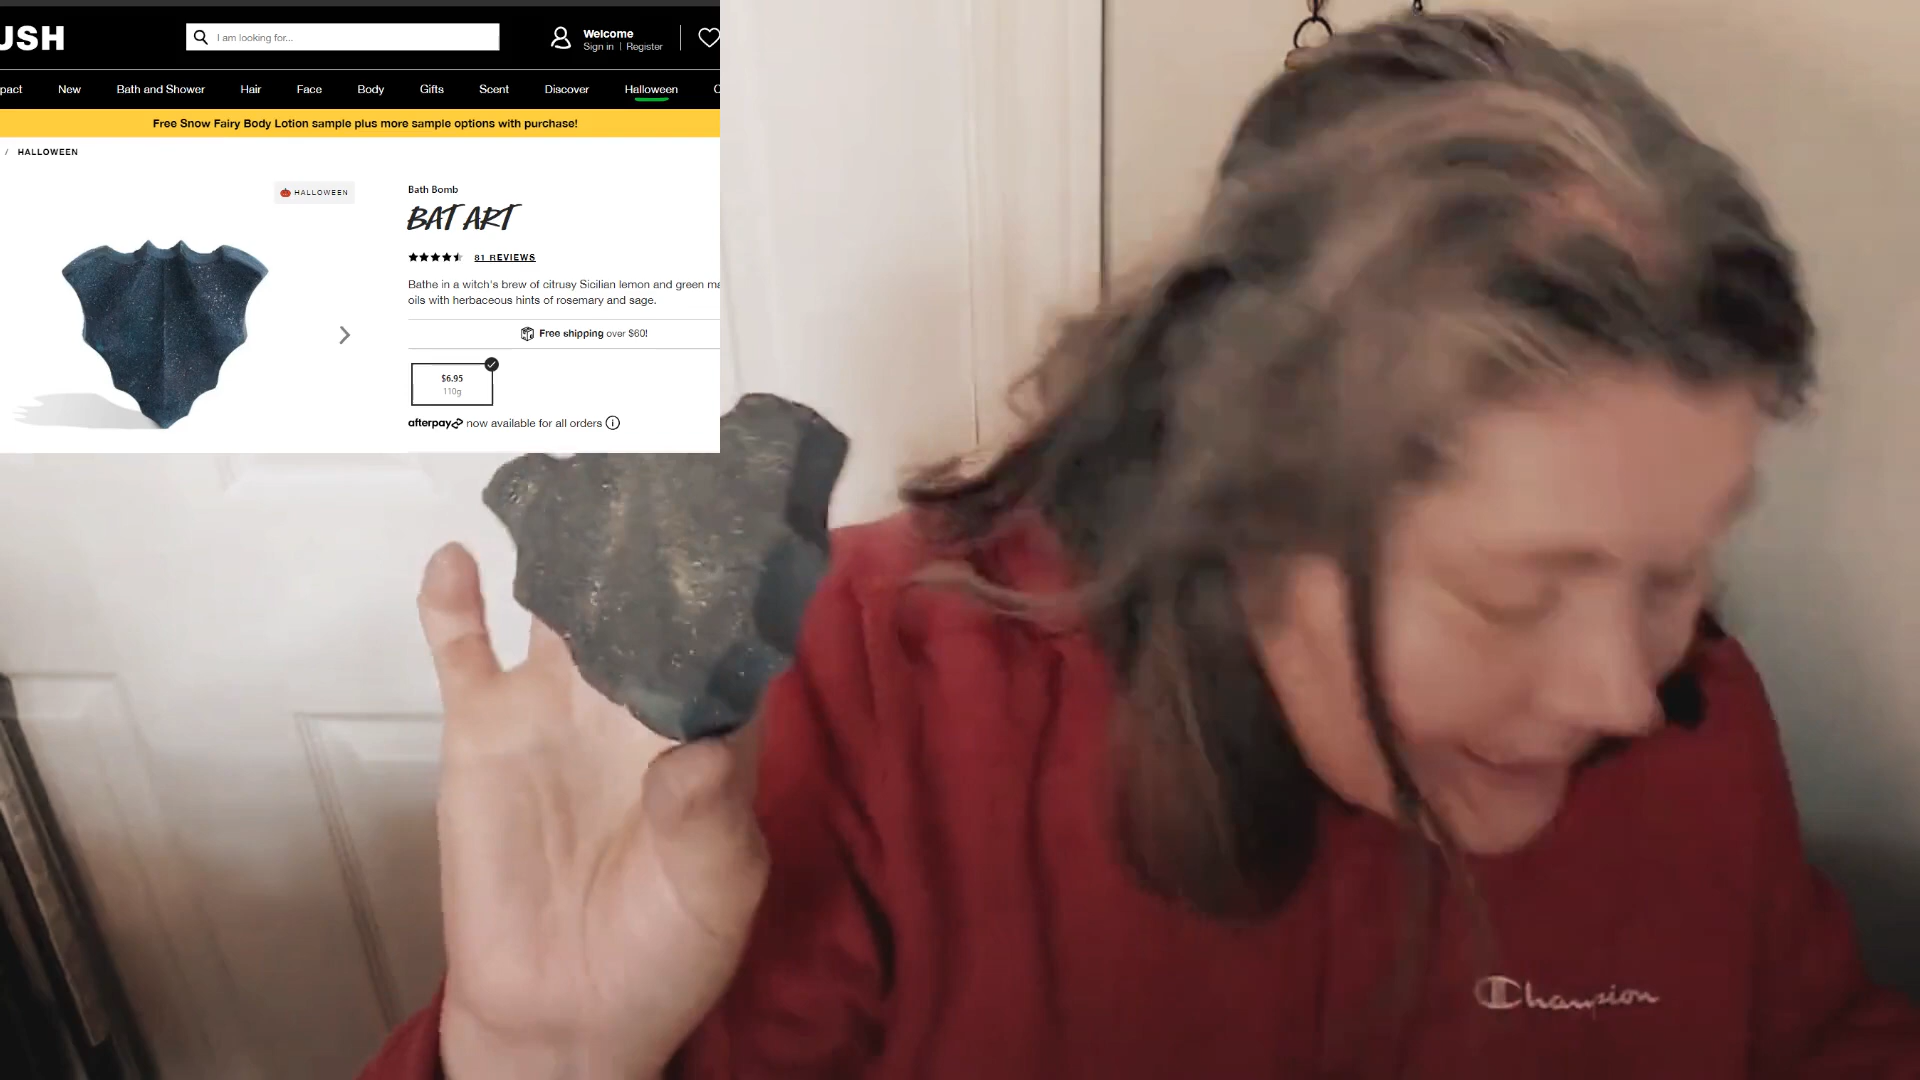 USH
I am looking for...
Welcome
Sign in | Register
pact New Bath and Shower Hair Face Body Gifts Scent Discover Halloween
Free Snow Fairy Body Lotion sample plus more sample options with purchase!
/ HALLOWEEN
HALLOWEEN
Bath Bomb
BAT ART
81 REVIEWS
Bathe in a witch's brew of citrusy Sicilian lemon and green
oils with herbaceous hints of rosemary and sage.
Free shipping over $60!
$6.95
110g
afterpay now available for all orders
Champion